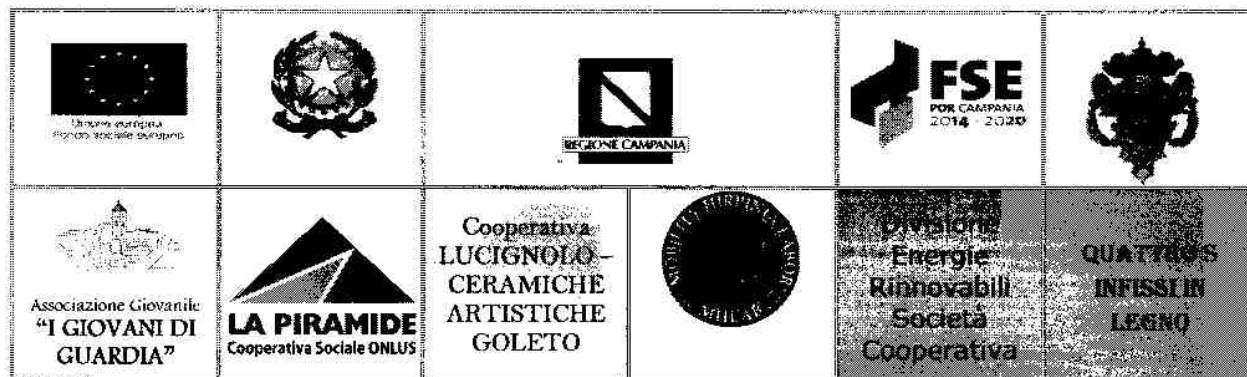 Unione europea
Fondo sociale europeo
REGIONE CAMPANIA
FSE
POR CAMPANIA
2014 - 2020
Associazione Giovanile
“I GIOVANI DI
GUARDIA”
LA PIRAMIDE
Cooperativa Sociale ONLUS
Cooperativa
LUCIGNOLO –
CERAMICHE
ARTISTICHE
GOLETO
Divisione
Energie
Rinnovabili
Società
Cooperativa
QUATTRO S
INFISSI IN
LEGNO